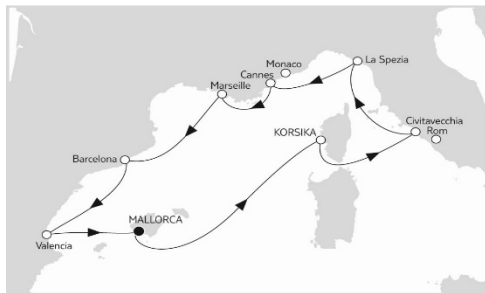 Monaco
La Spezia
Cannes
Marseille
Civitavecchia
Rom
KORSIKA
Barcelona
MALLORCA
Valencia